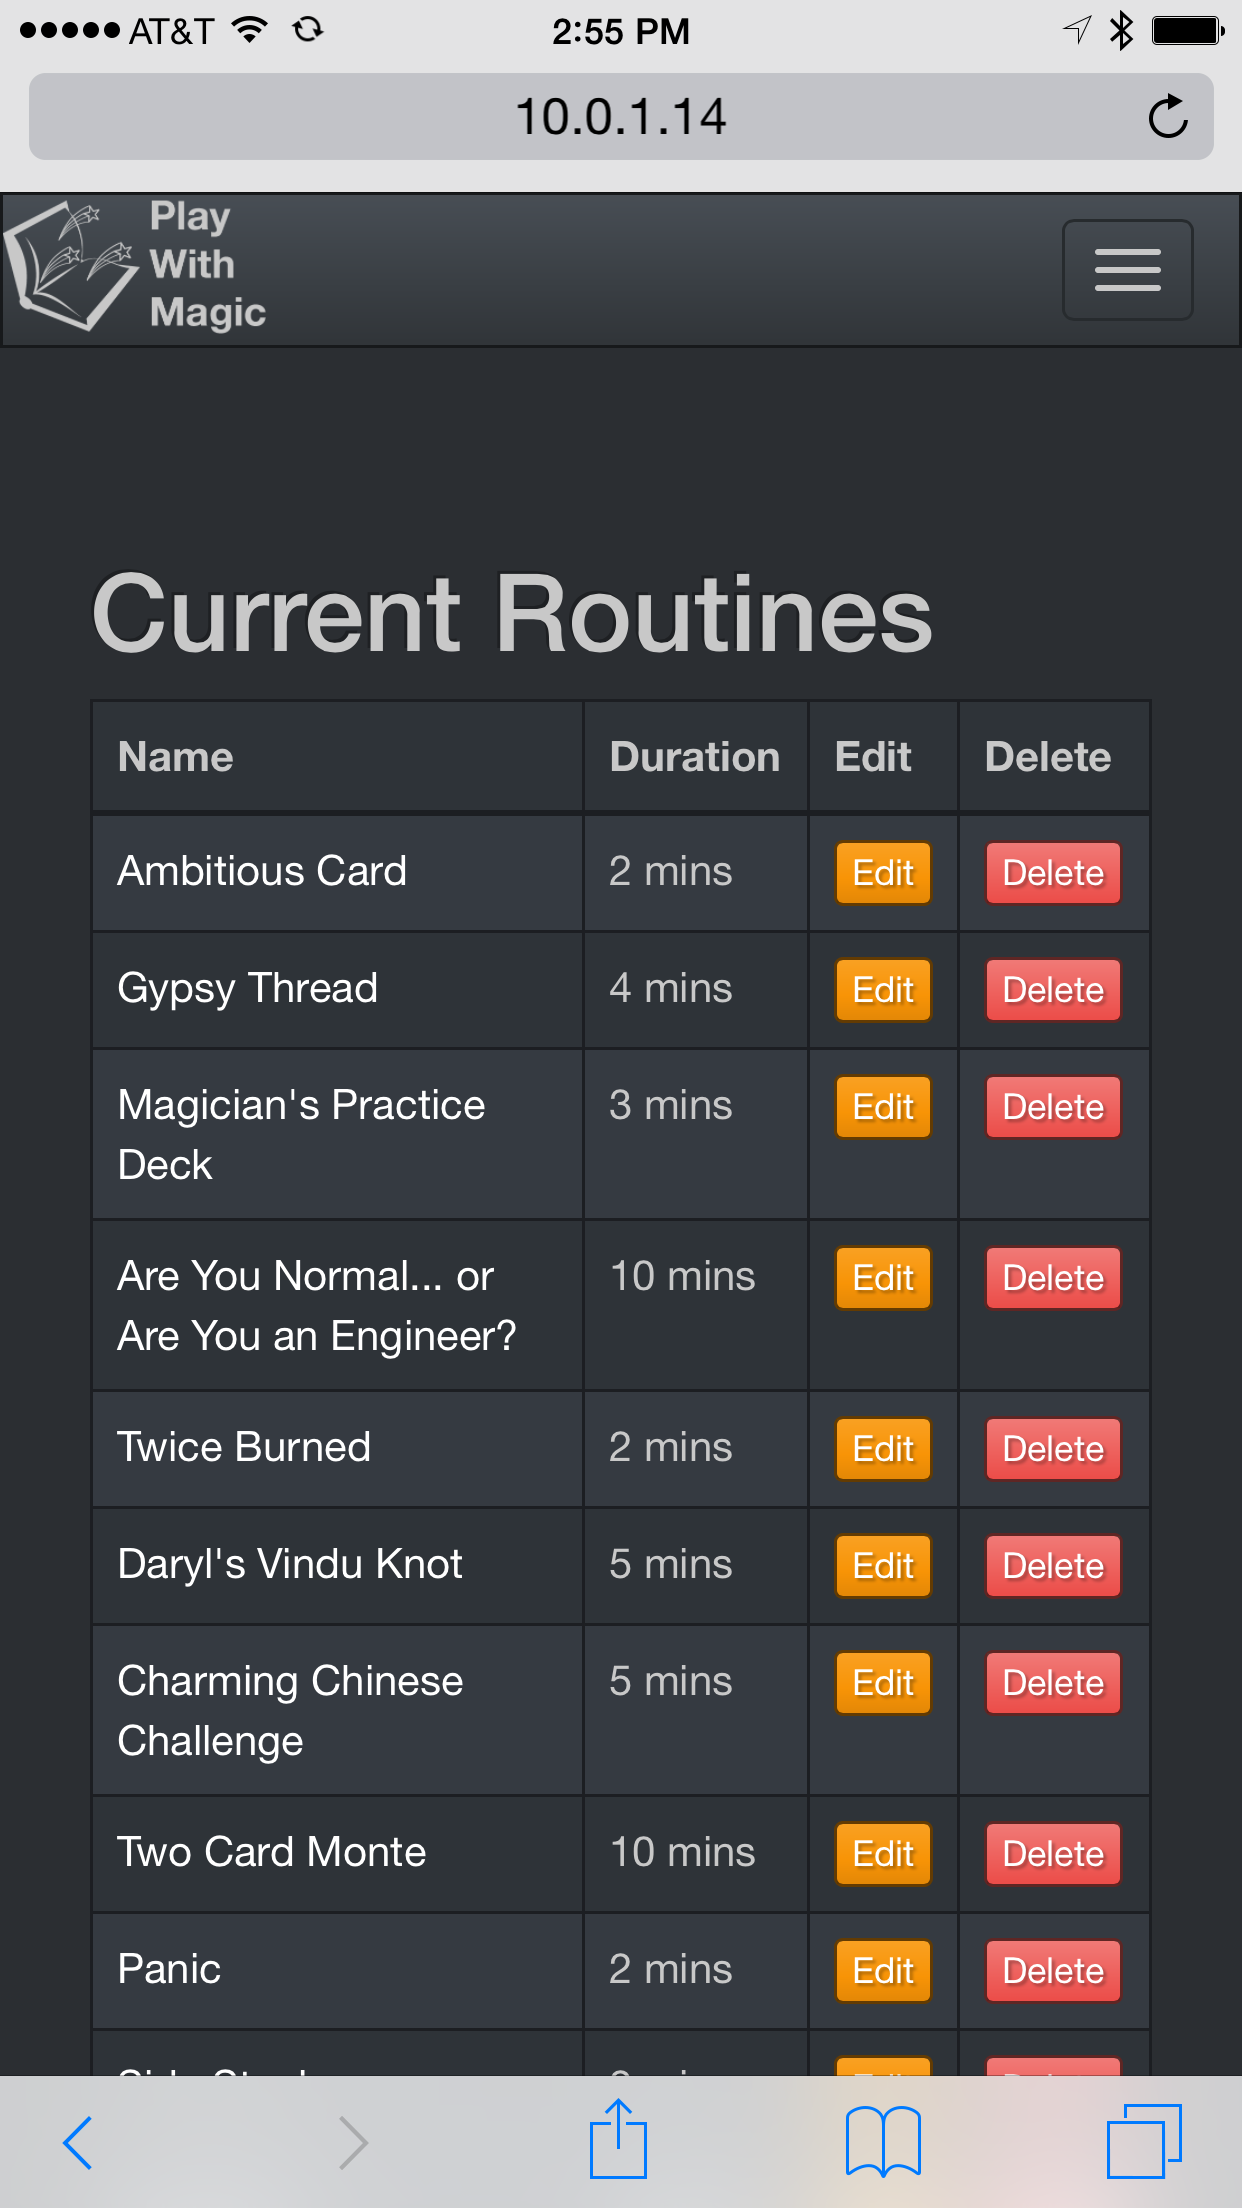 AT&T 2:55 PM
10.0.1.14
Play
With
Magic
Current Routines
Name Duration Edit Delete
Ambitious Card 2 mins Edit Delete
Gypsy Thread 4 mins Edit Delete
Magician's Practice 3 mins Edit Delete
Deck
Are You Normal... or 10 mins Edit Delete
Are You an Engineer?
Twice Burned 2 mins Edit Delete
Daryl's Vindu Knot 5 mins Edit Delete
Charming Chinese 5 mins Edit Delete
Challenge
Two Card Monte 10 mins Edit Delete
Panic 2 mins Edit Delete